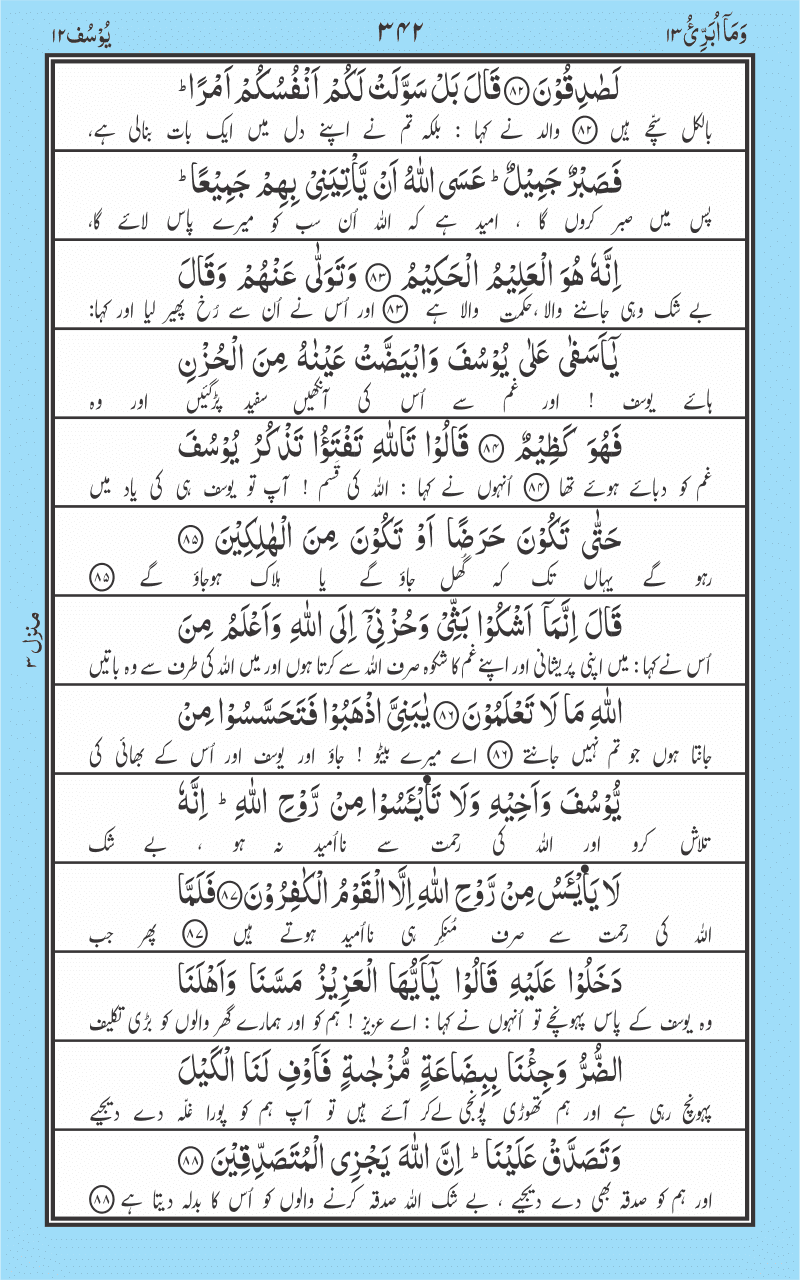 وَمَآ اُبَرِّئُ ۱۳
۳۴۲
یُوْسُف ۱۲
لَصٰدِقُوْنَ ﴿۸۲﴾ قَالَ بَلْ سَوَّلَتْ لَكُمْ اَنْفُسُكُمْ اَمْرًا ؕ
بالکل سچّے ہیں ﴿۸۲﴾ والد نے کہا : بلکہ تم نے اپنے دل میں ایک بات بنالی ہے،
فَصَبْرٌ جَمِیْلٌ ؕ عَسَی اللّٰهُ اَنْ یَّاْتِیَنِیْ بِهِمْ جَمِیْعًا ؕ
پس میں صبر کروں گا ، امید ہے کہ اللہ اُن سب کو میرے پاس لائے گا،
اِنَّهٗ هُوَ الْعَلِیْمُ الْحَكِیْمُ ﴿۸۳﴾ وَتَوَلّٰی عَنْهُمْ وَقَالَ
بے شک وہی جاننے والا ،حکمت والا ہے ﴿۸۳﴾ اور اُس نے اُن سے رُخ پھیر لیا اور کہا:
یٰۤاَسَفٰی عَلٰی یُوْسُفَ وَابْیَضَّتْ عَیْنٰهُ مِنَ الْحُزْنِ
ہائے یوسف ! اور غم سے اُس کی آنکھیں سفید پڑگئیں اور وہ
فَهُوَ كَظِیْمٌ ﴿۸۴﴾ قَالُوْا تَاللّٰهِ تَفْتَؤُا تَذْكُرُ یُوْسُفَ
غم کو دبائے ہوئے تھا ﴿۸۴﴾ اُنہوں نے کہا : اللہ کی قسم ! آپ تو یوسف ہی کی یاد میں
حَتّٰی تَكُوْنَ حَرَضًا اَوْ تَكُوْنَ مِنَ الْهٰلِكِیْنَ ﴿۸۵﴾
رہو گے یہاں تک کہ گھُل جاؤ گے یا ہلاک ہوجاؤ گے ﴿۸۵﴾
قَالَ اِنَّمَاۤ اَشْكُوْا بَثِّیْ وَحُزْنِیْۤ اِلَی اللّٰهِ وَاَعْلَمُ مِنَ
اُس نے کہا: میں اپنی پریشانی اور اپنے غم کا شکوہ صرف اللہ سے کرتا ہوں اور میں اللہ کی طرف سے وہ باتیں
اللّٰهِ مَا لَا تَعْلَمُوْنَ ﴿۸۶﴾ یٰبَنِیَّ اذْهَبُوْا فَتَحَسَّسُوْا مِنْ
جانتا ہوں جو تم نہیں جانتے ﴿۸۶﴾ اے میرے بیٹو ! جاؤ اور یوسف اور اُس کے بھائی کی
یُّوْسُفَ وَاَخِیْهِ وَلَا تَایْـَٔسُوْا مِنْ رَّوْحِ اللّٰهِ ؕ اِنَّهٗ
تلاش کرو اور اللہ کی رحمت سے نااُمید نہ ہو ، بے شک
لَا یَایْـَٔسُ مِنْ رَّوْحِ اللّٰهِ اِلَّا الْقَوْمُ الْكٰفِرُوْنَ ﴿۸۷﴾ فَلَمَّا
اللہ کی رحمت سے صرف مُنکِر ہی نااُمید ہوتے ہیں ﴿۸۷﴾ پھر جب
دَخَلُوْا عَلَیْهِ قَالُوْا یٰۤاَیُّهَا الْعَزِیْزُ مَسَّنَا وَاَهْلَنَا
وہ یوسف کے پاس پہونچے تو اُنہوں نے کہا : اے عزیز ! ہم کو اور ہمارے گھر والوں کو بڑی تکلیف
الضُّرُّ وَجِئْنَا بِبِضَاعَةٍ مُّزْجٰىةٍ فَاَوْفِ لَنَا الْكَیْلَ
پہونچ رہی ہے اور ہم تھوڑی پونجی لے کر آئے ہیں تو آپ ہم کو پورا غلّہ دے دیجیے
وَتَصَدَّقْ عَلَیْنَا ؕ اِنَّ اللّٰهَ یَجْزِی الْمُتَصَدِّقِیْنَ ﴿۸۸﴾
اور ہم کو صدقہ بھی دے دیجیے ، بے شک اللہ صدقہ کرنے والوں کو اُس کا بدلہ دیتا ہے ﴿۸۸﴾
منزل ۳